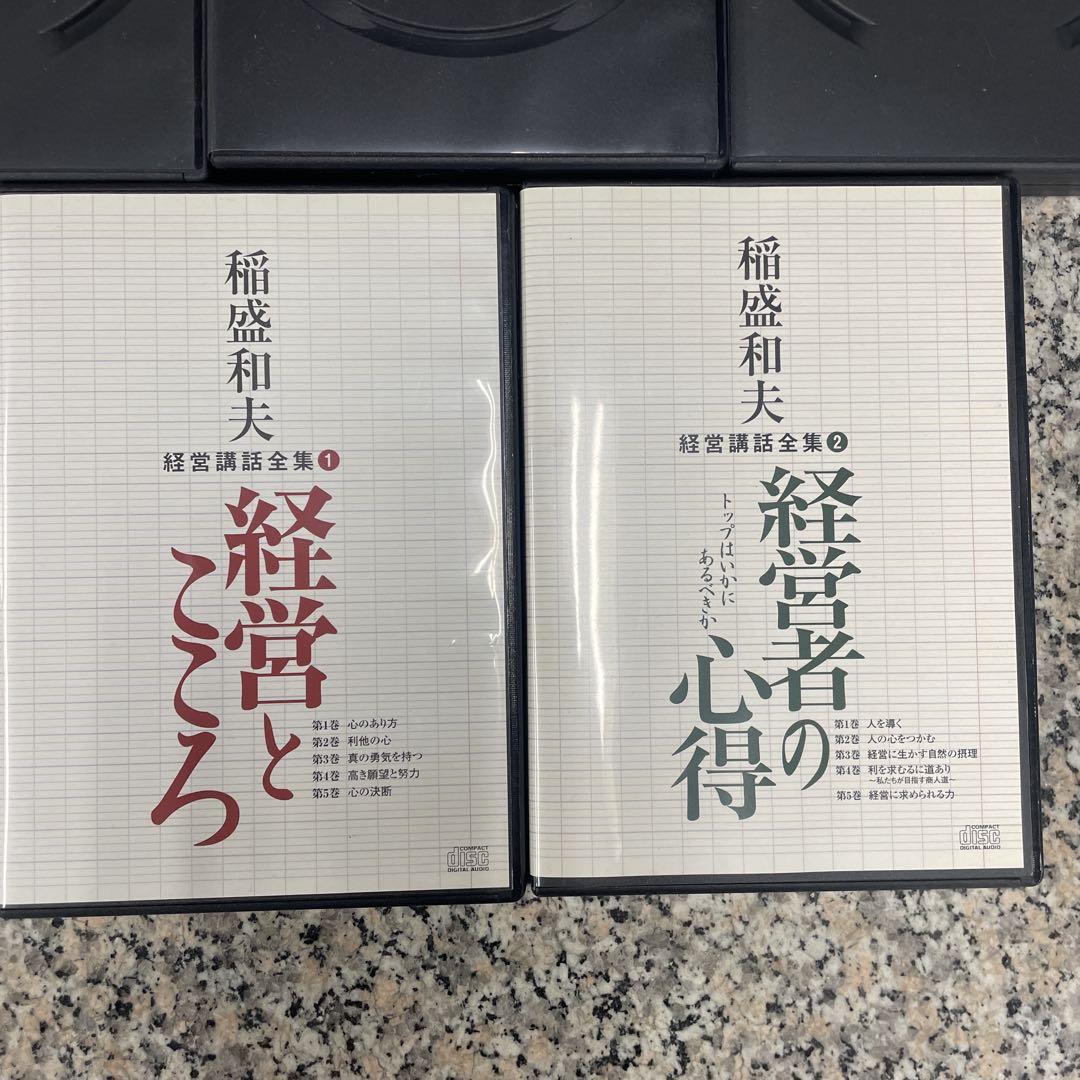 稲盛和夫
経営講話全集1
経営と
こころ
第1巻 心のあり方
第2巻 利他の心
第3巻 真の勇気を持つ
第4巻 高き願望と努力
第5巻 心の決断
COMPACT
disc
DIGITAL AUDIO
稲盛和夫
経営講話全集2
経営者の
心得
トップはいかに
あるべきか
第1巻 人を導く
第2巻 人の心をつかむ
第3巻 経営に生かす自然の摂理
第4巻 利を求むるに道あり
〜私たちが目指す商人道〜
第5巻 経営に求められる力
COMPACT
disc
DIGITAL AUDIO